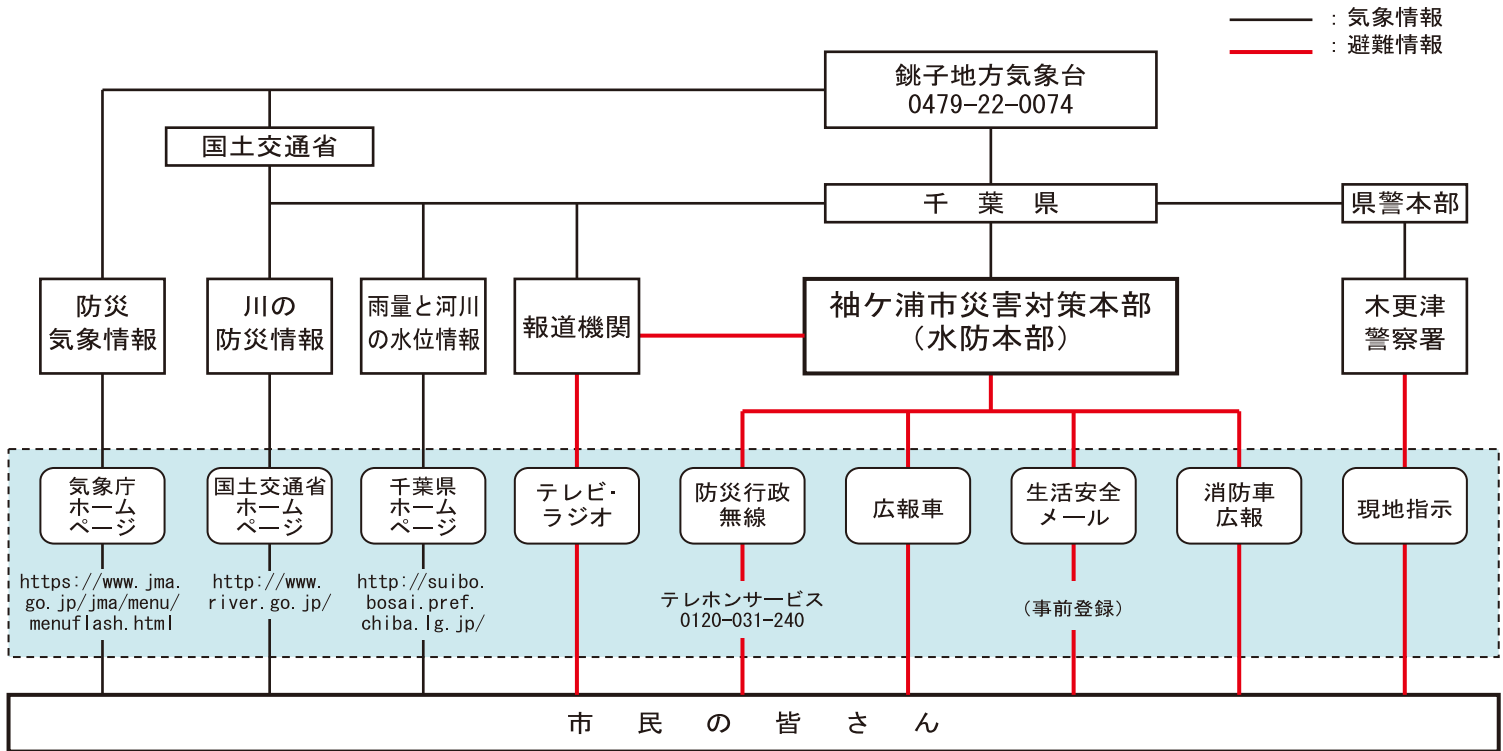 ：気象情報
：避難情報
銚子地方気象台
0479-22-0074
国土交通省
千葉県
県警本部
防災
気象情報
川の
防災情報
雨量と河川
の水位情報
報道機関
袖ケ浦市災害対策本部
（水防本部）
木更津
警察署
気象庁
ホーム
ページ
国土交通省
ホーム
ページ
千葉県
ホーム
ページ
テレビ・
ラジオ
防災行政
無線
広報車
生活安全
メール
消防車
広報
現地指示
https://www.jma.
go.jp/jma/menu/
menuflash.html
http://www.
river.go.jp/
http://suibo.
bosai.pref.
chiba.lg.jp/
テレホンサービス
0120-031-240
（事前登録）
市民の皆さん